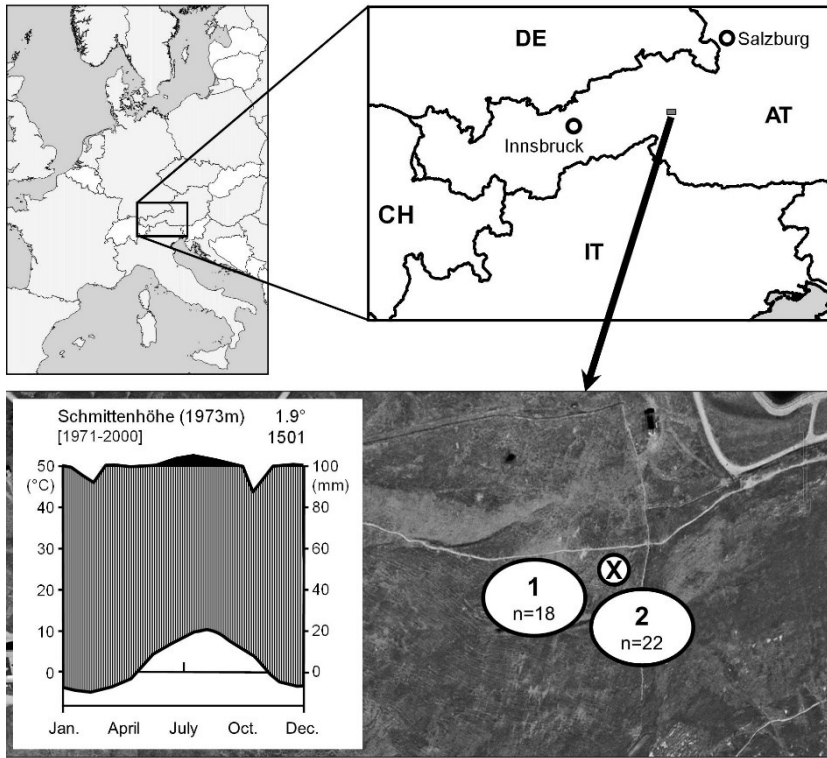 DE
Salzburg
Innsbruck
AT
CH
IT
Schmittenhöhe (1973m) 1.9°
[1971-2000] 1501
50 100
(°C) (mm)
40 80
30 60
20 40
10 20
0 0
Jan. April July Oct. Dec.
X
1
n=18
2
n=22